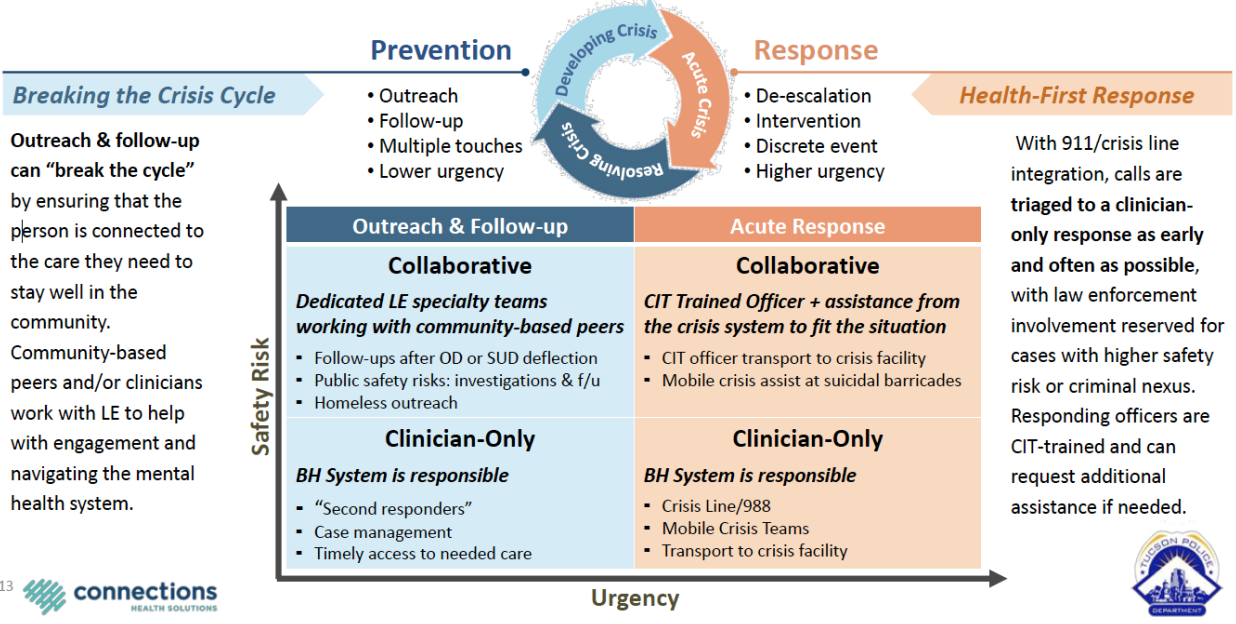 Prevention
Developing Crisis
Acute Crisis
Resolving Crisis
Response
Breaking the Crisis Cycle
• Outreach
• Follow-up
• Multiple touches
• Lower urgency
• De-escalation
• Intervention
• Discrete event
• Higher urgency
Health-First Response
Outreach & follow-up
can “break the cycle”
by ensuring that the
person is connected to
the care they need to
stay well in the
community.
Community-based
peers and/or clinicians
work with LE to help
with engagement and
navigating the mental
health system.
Safety Risk
Outreach & Follow-up
Collaborative
Dedicated LE specialty teams
working with community-based peers
▪ Follow-ups after OD or SUD deflection
▪ Public safety risks: investigations & f/u
▪ Homeless outreach
Clinician-Only
BH System is responsible
▪ “Second responders”
▪ Case management
▪ Timely access to needed care
Acute Response
Collaborative
CIT Trained Officer + assistance from
the crisis system to fit the situation
▪ CIT officer transport to crisis facility
▪ Mobile crisis assist at suicidal barricades
Clinician-Only
BH System is responsible
▪ Crisis Line/988
▪ Mobile Crisis Teams
▪ Transport to crisis facility
Urgency
With 911/crisis line
integration, calls are
triaged to a clinician-
only response as early
and often as possible,
with law enforcement
involvement reserved for
cases with higher safety
risk or criminal nexus.
Responding officers are
CIT-trained and can
request additional
assistance if needed.
13
connections
HEALTH SOLUTIONS
TUCSON POLICE
DEPARTMENT